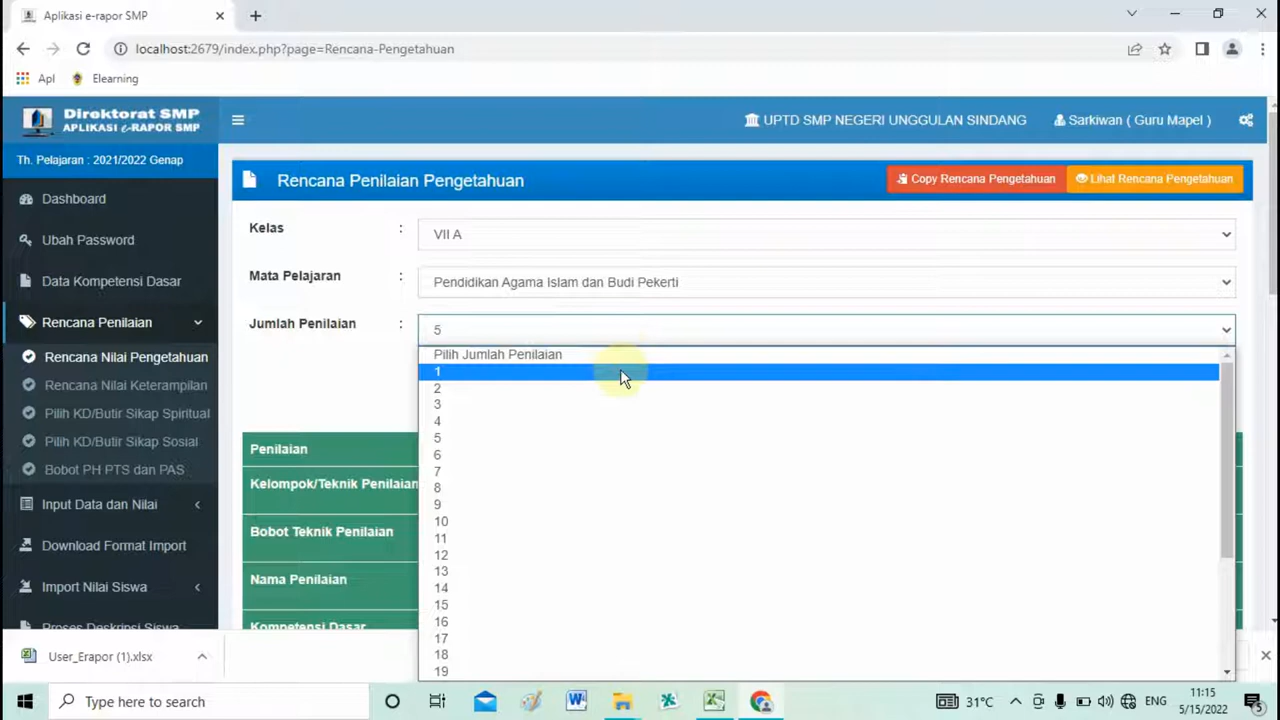 Aplikasi e-rapor SMP
localhost:2679/index.php?page=Rencana-Pengetahuan
Apl
Elearning
Direktorat SMP
APLIKASI e-RAPOR SMP
UPTD SMP NEGERI UNGGULAN SINDANG
Sarkiwan ( Guru Mapel )
Th. Pelajaran : 2021/2022 Genap
Dashboard
Ubah Password
Data Kompetensi Dasar
Rencana Penilaian
Rencana Nilai Pengetahuan
Rencana Nilai Keterampilan
Pilih KD/Butir Sikap Spiritual
Pilih KD/Butir Sikap Sosial
Bobot PH PTS dan PAS
Input Data dan Nilai
Download Format Import
Import Nilai Siswa
Proses Deskripsi Siswa
Rencana Penilaian Pengetahuan
Copy Rencana Pengetahuan
Lihat Rencana Pengetahuan
Kelas : VII A
Mata Pelajaran : Pendidikan Agama Islam dan Budi Pekerti
Jumlah Penilaian : 5
Pilih Jumlah Penilaian
1
2
3
4
5
6
7
8
9
10
11
12
13
14
15
16
17
18
19
Penilaian
Kelompok/Teknik Penilaian
Bobot Teknik Penilaian
Nama Penilaian
Kompetensi Dasar
User_Erapor (1).xlsx
Type here to search
31°C
ENG
11:15
5/15/2022
5